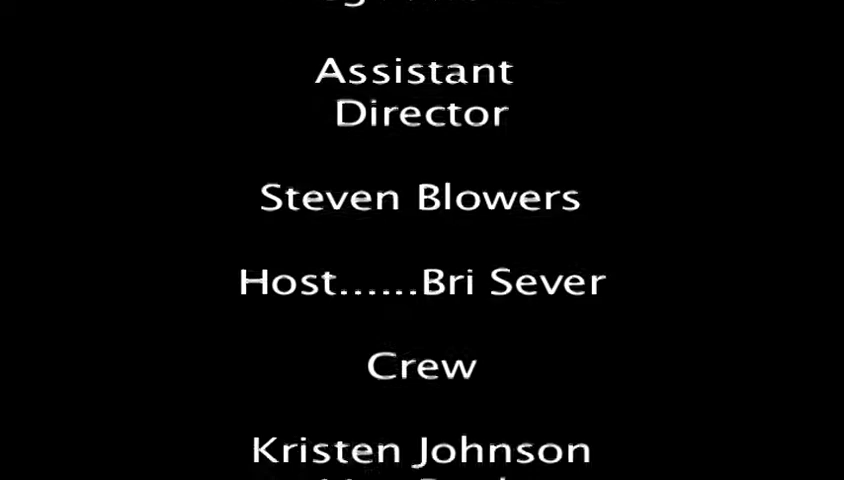 Assistant
Director
Steven Blowers
Host......Bri Sever
Crew
Kristen Johnson